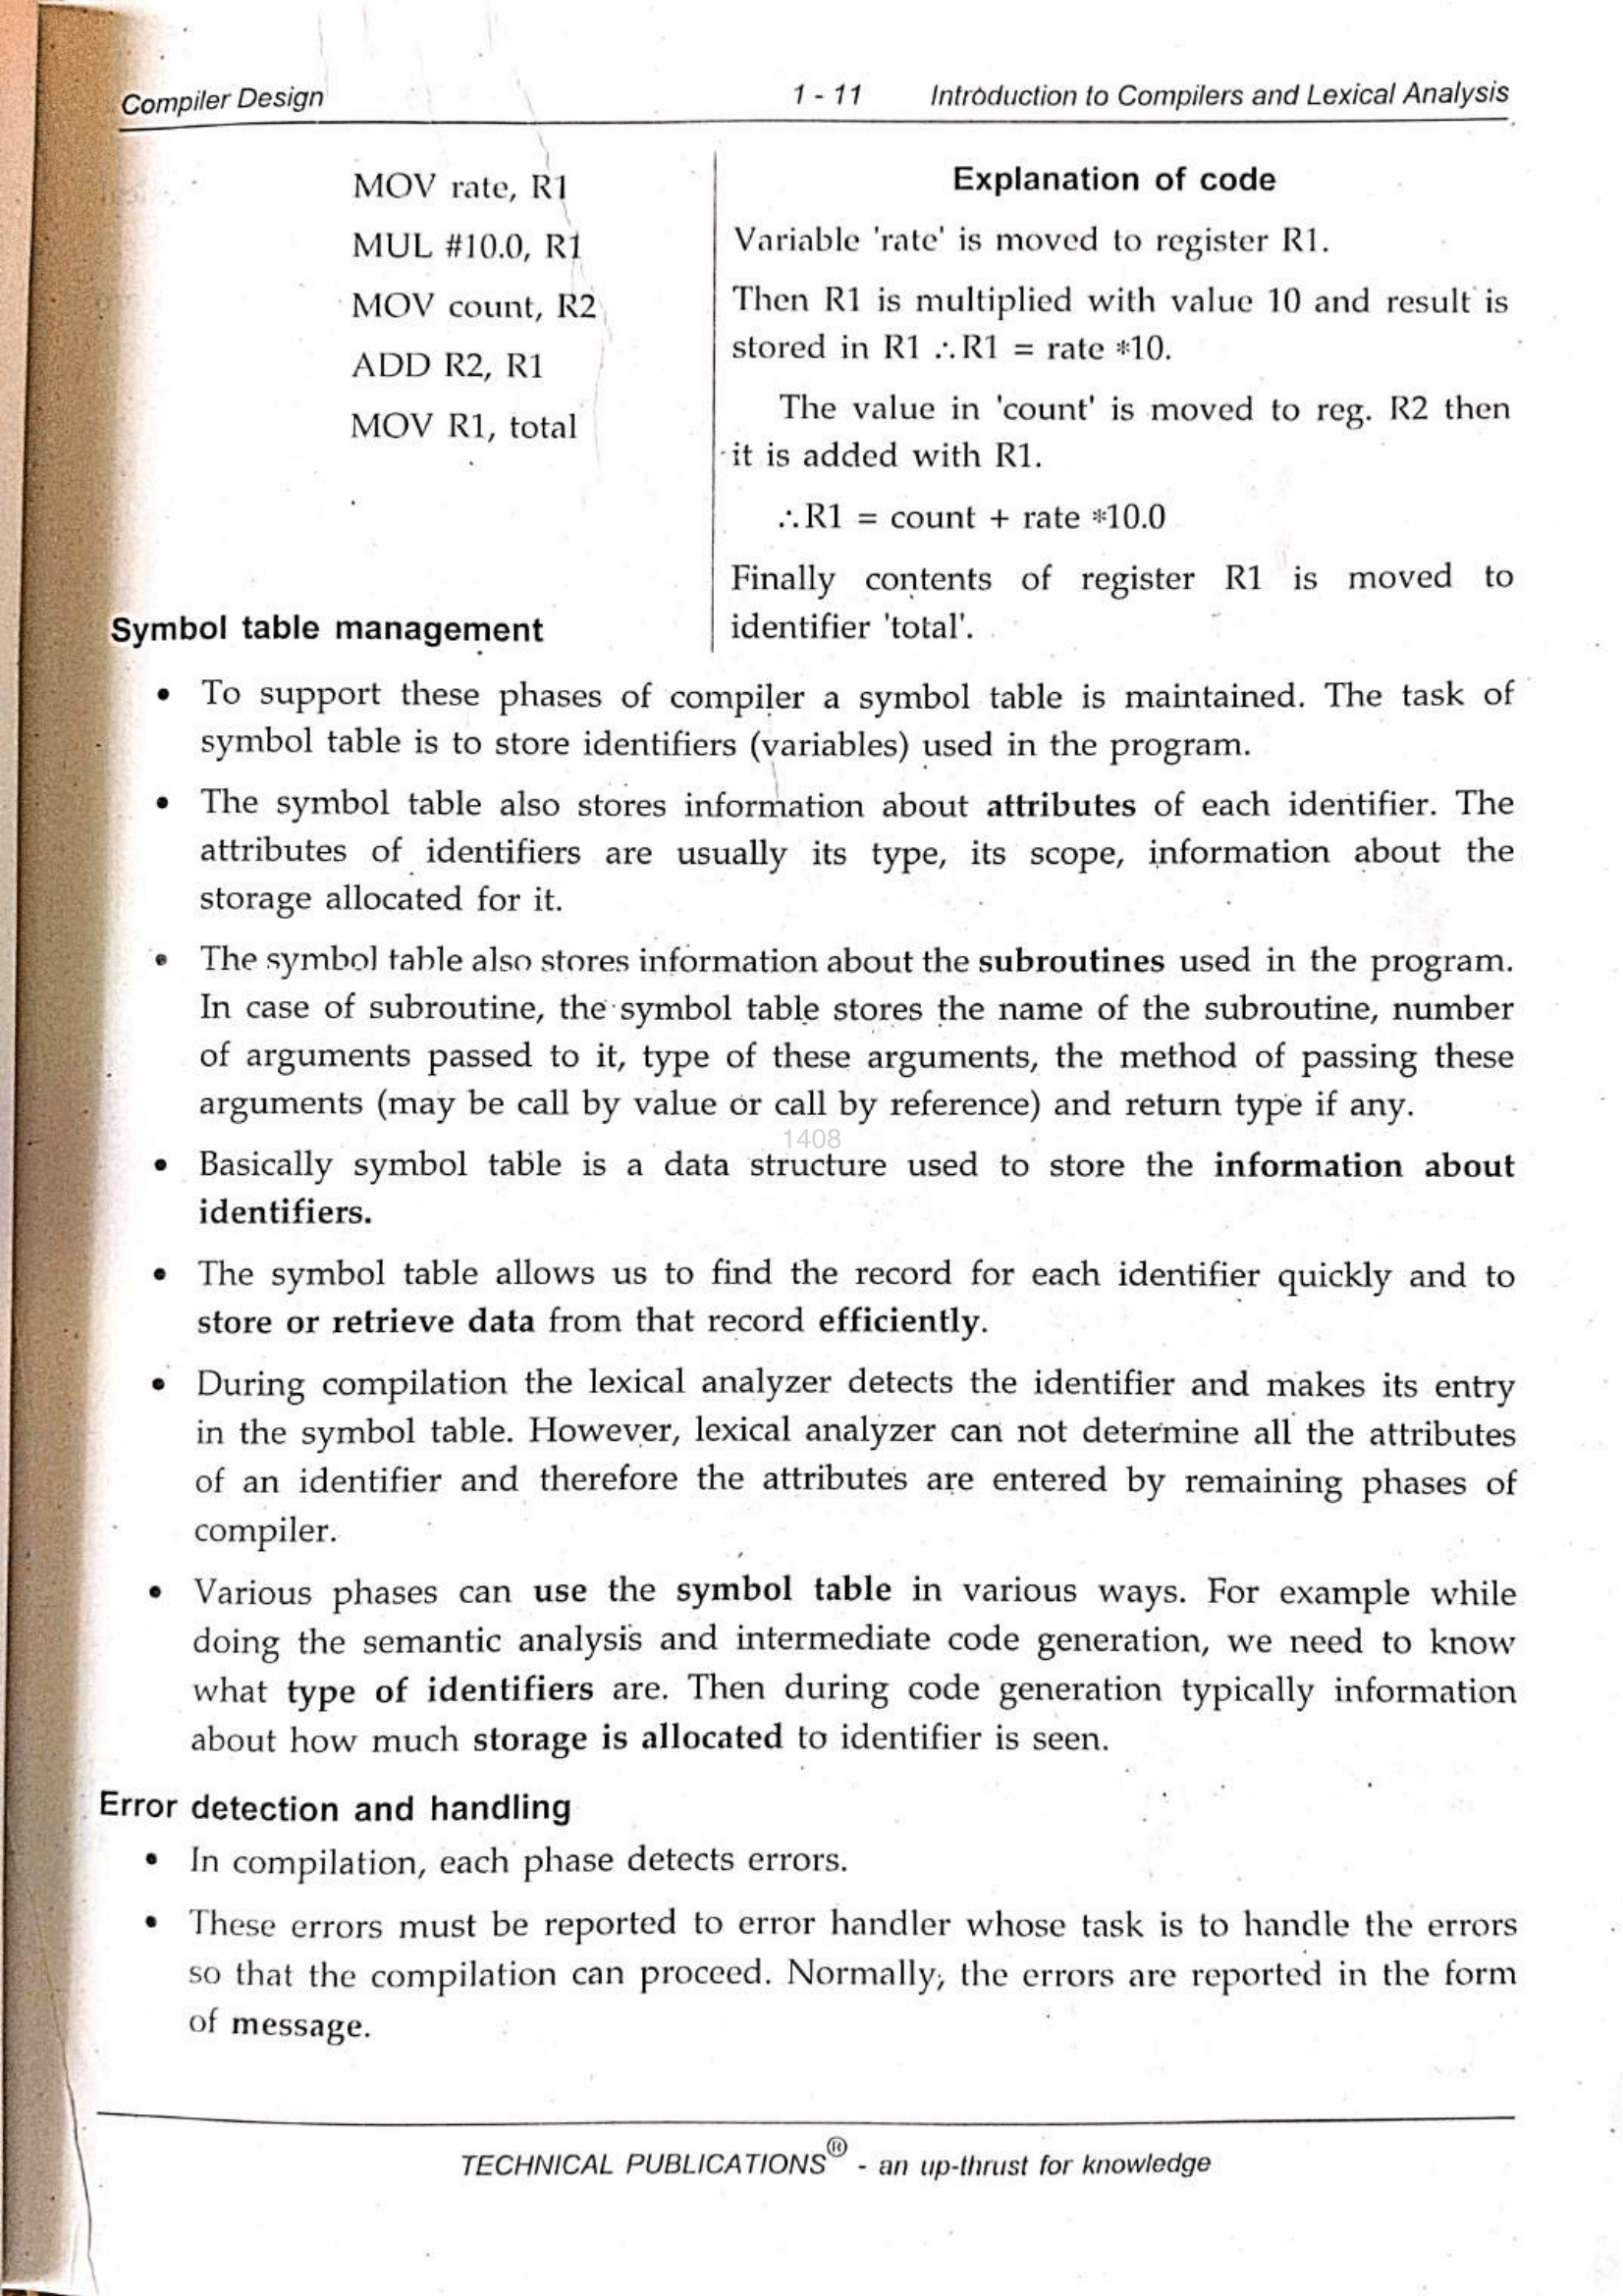 Compiler Design 1 - 11 Introduction to Compilers and Lexical Analysis
MOV rate, R1
MUL #10.0, R1
MOV count, R2
ADD R2, R1
MOV R1, total
Explanation of code
Variable 'rate' is moved to register R1.
Then R1 is multiplied with value 10 and result is
stored in R1 ∴ R1 = rate *10.
The value in 'count' is moved to reg. R2 then
it is added with R1.
∴ R1 = count + rate *10.0
Finally contents of register R1 is moved to
identifier 'total'.
Symbol table management
• To support these phases of compiler a symbol table is maintained. The task of
symbol table is to store identifiers (variables) used in the program.
• The symbol table also stores information about attributes of each identifier. The
attributes of identifiers are usually its type, its scope, information about the
storage allocated for it.
• The symbol table also stores information about the subroutines used in the program.
In case of subroutine, the symbol table stores the name of the subroutine, number
of arguments passed to it, type of these arguments, the method of passing these
arguments (may be call by value or call by reference) and return type if any.
1408
• Basically symbol table is a data structure used to store the information about
identifiers.
• The symbol table allows us to find the record for each identifier quickly and to
store or retrieve data from that record efficiently.
• During compilation the lexical analyzer detects the identifier and makes its entry
in the symbol table. However, lexical analyzer can not determine all the attributes
of an identifier and therefore the attributes are entered by remaining phases of
compiler.
• Various phases can use the symbol table in various ways. For example while
doing the semantic analysis and intermediate code generation, we need to know
what type of identifiers are. Then during code generation typically information
about how much storage is allocated to identifier is seen.
Error detection and handling
• In compilation, each phase detects errors.
• These errors must be reported to error handler whose task is to handle the errors
so that the compilation can proceed. Normally, the errors are reported in the form
of message.
TECHNICAL PUBLICATIONS® - an up-thrust for knowledge